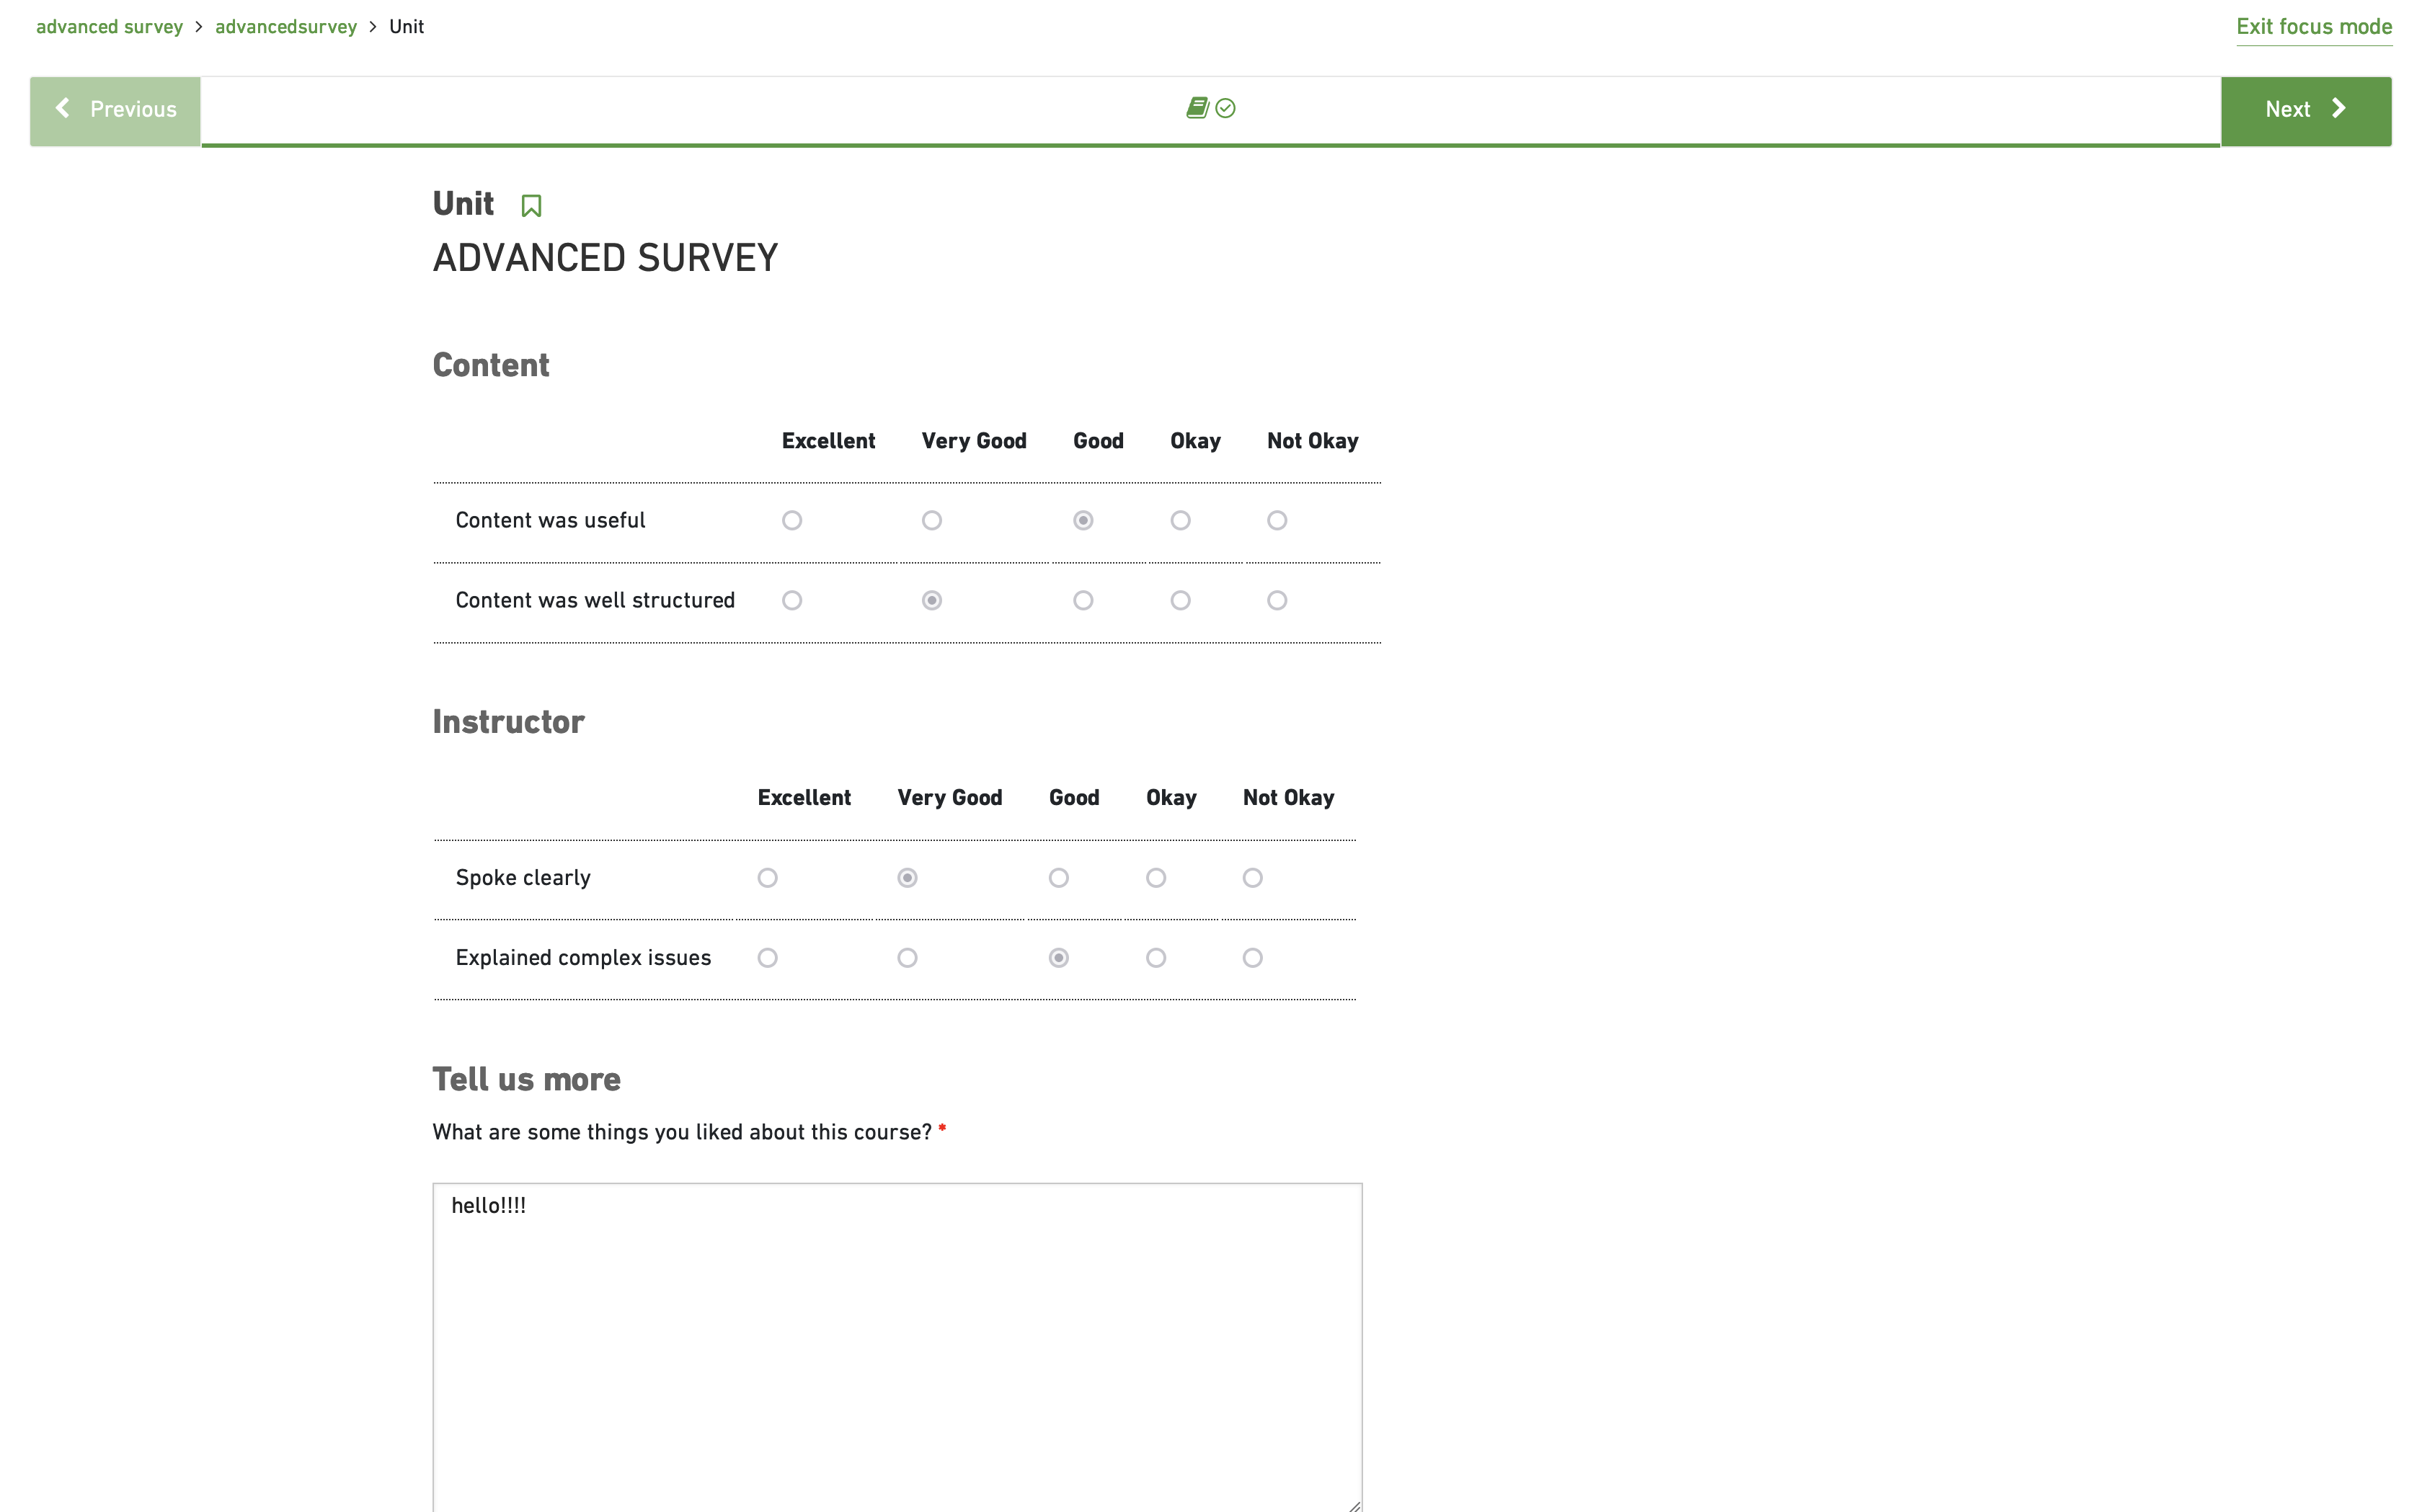 advanced survey > advancedsurvey > Unit
Exit focus mode
Previous
Next
Unit
ADVANCED SURVEY
Content
Excellent Very Good Good Okay Not Okay
Content was useful
Content was well structured
Instructor
Excellent Very Good Good Okay Not Okay
Spoke clearly
Explained complex issues
Tell us more
What are some things you liked about this course? *
hello!!!!